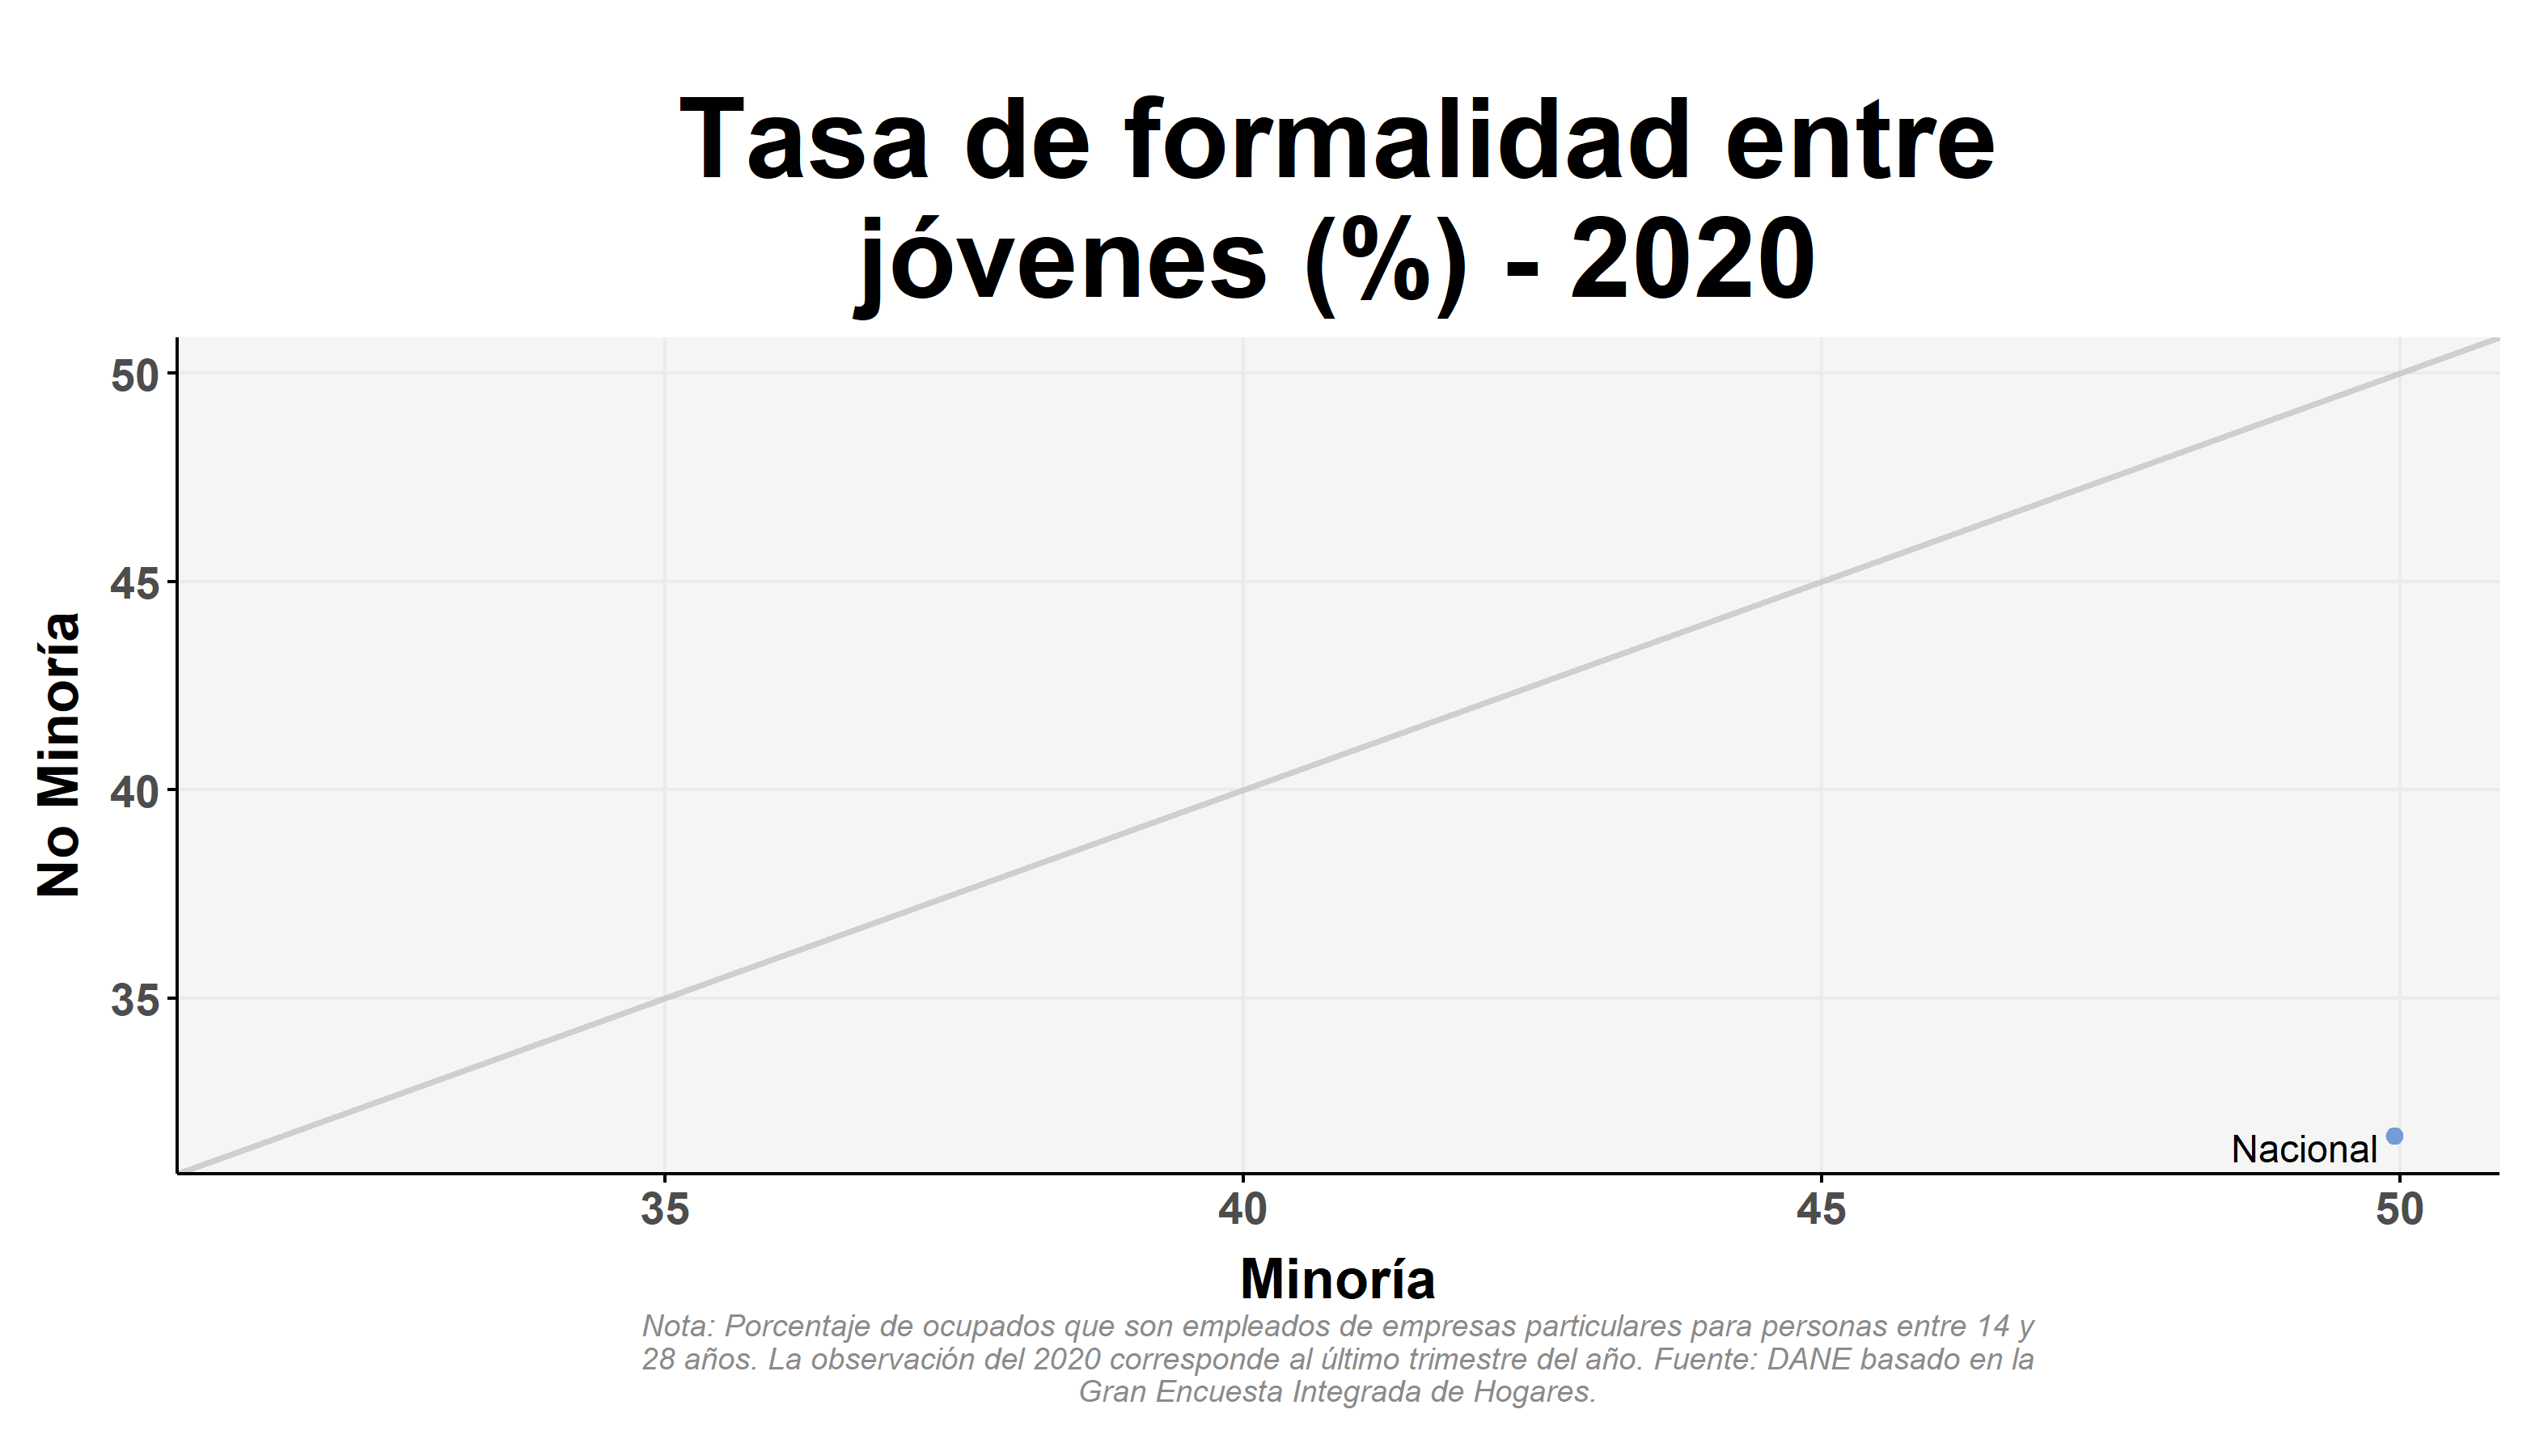 Tasa de formalidad entre
jóvenes (%) - 2020
50
45
40
35
No Minoría
Nacional
35
40
45
50
Minoría
Nota: Porcentaje de ocupados que son empleados de empresas particulares para personas entre 14 y
28 años. La observación del 2020 corresponde al último trimestre del año. Fuente: DANE basado en la
Gran Encuesta Integrada de Hogares.